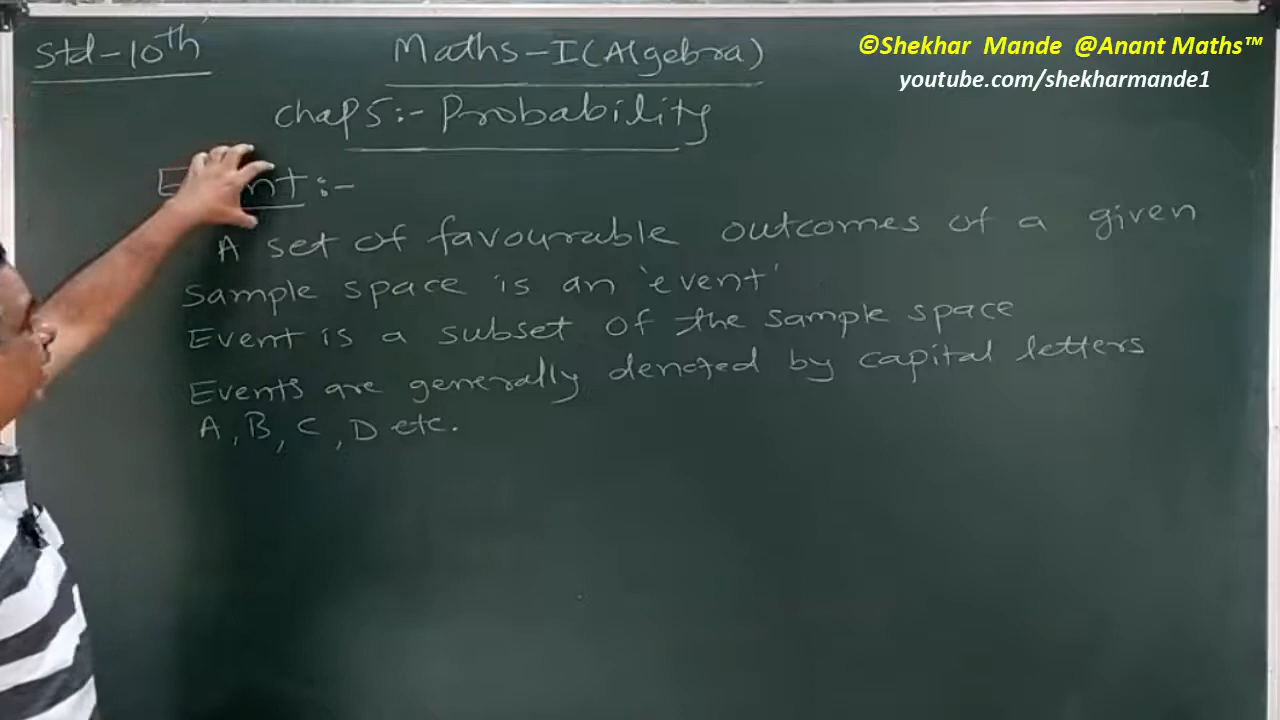 Std-10th
Maths-I (Algebra)
©Shekhar Mande @Anant Maths™
youtube.com/shekharmande1
Chap 5:- Probability
:-
A set of favourable outcomes of a given
sample space is an 'event'
Event is a subset of the sample space
Events are generally denoted by capital letters
A, B, C, D etc.